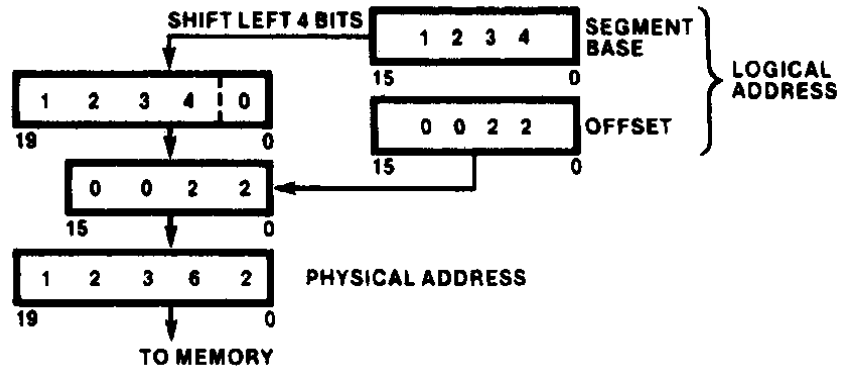 SHIFT LEFT 4 BITS
1 2 3 4
SEGMENT
BASE
15 0
LOGICAL
ADDRESS
1 2 3 4 0
19 0
0 0 2 2
OFFSET
15 0
0 0 2 2
15 0
1 2 3 6 2
PHYSICAL ADDRESS
19 0
TO MEMORY